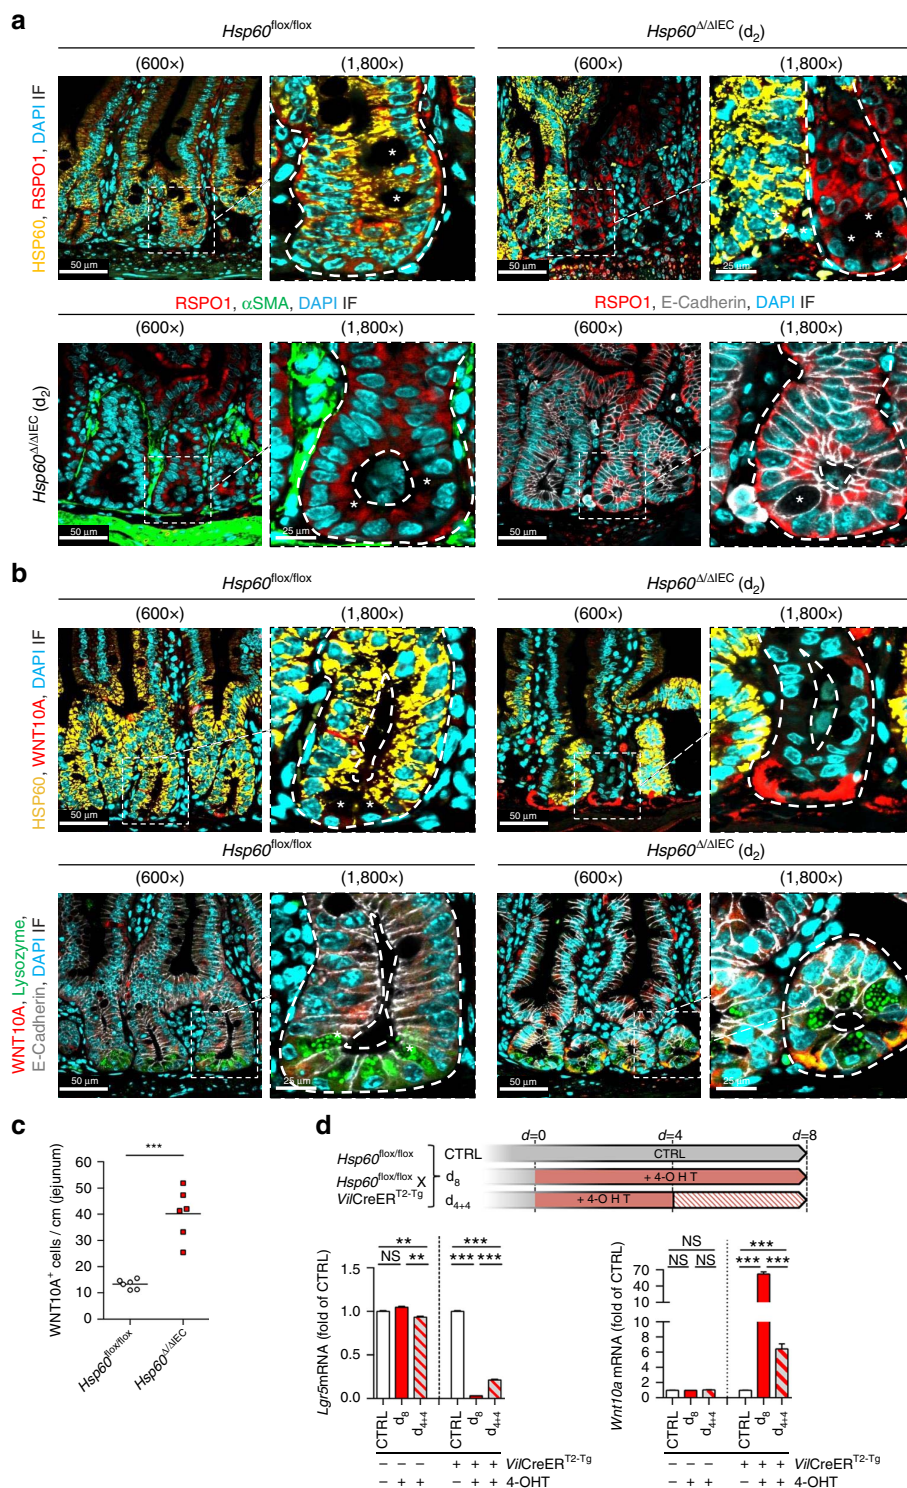 a
Hsp60flox/flox
Hsp60Δ/ΔIEC (d2)
(600×)
(1,800×)
(600×)
(1,800×)
HSP60, RSPO1, DAPI IF
*
*
*
*
*
*
50 µm
50 µm
25 µm
RSPO1, αSMA, DAPI IF
RSPO1, E-Cadherin, DAPI IF
(600×)
(1,800×)
(600×)
(1,800×)
Hsp60Δ/ΔIEC (d2)
*
*
*
50 µm
25 µm
50 µm
25 µm
b
Hsp60flox/flox
Hsp60Δ/ΔIEC (d2)
(600×)
(1,800×)
(600×)
(1,800×)
HSP60, WNT10A, DAPI IF
* *
50 µm
25 µm
50 µm
25 µm
Hsp60flox/flox
Hsp60Δ/ΔIEC (d2)
(600×)
(1,800×)
(600×)
(1,800×)
WNT10A, Lysozyme,
E-Cadherin, DAPI IF
*
*
*
50 µm
25 µm
50 µm
25 µm
c
***
WNT10A+ cells / cm (jejunum)
60
50
40
30
20
10
0
Hsp60flox/flox
Hsp60Δ/ΔIEC
d
d=0
d=4
d=8
Hsp60flox/flox
CTRL
CTRL
Hsp60flox/flox X
VilCreERT2-Tg
d8
+ 4-O H T
d4+4
+ 4-O H T
Lgr5mRNA (fold of CTRL)
1.5
1.0
0.5
0.0
**
NS
**
***
***
***
CTRL
d8
d4+4
CTRL
d8
d4+4
– – – + + + VilCreERT2-Tg
– + + – + + 4-OHT
Wnt10a mRNA (fold of CTRL)
70
40
10
10
8
6
4
2
0
NS
NS
NS
***
***
***
CTRL
d8
d4+4
CTRL
d8
d4+4
– – – + + + VilCreERT2-Tg
– + + – + + 4-OHT